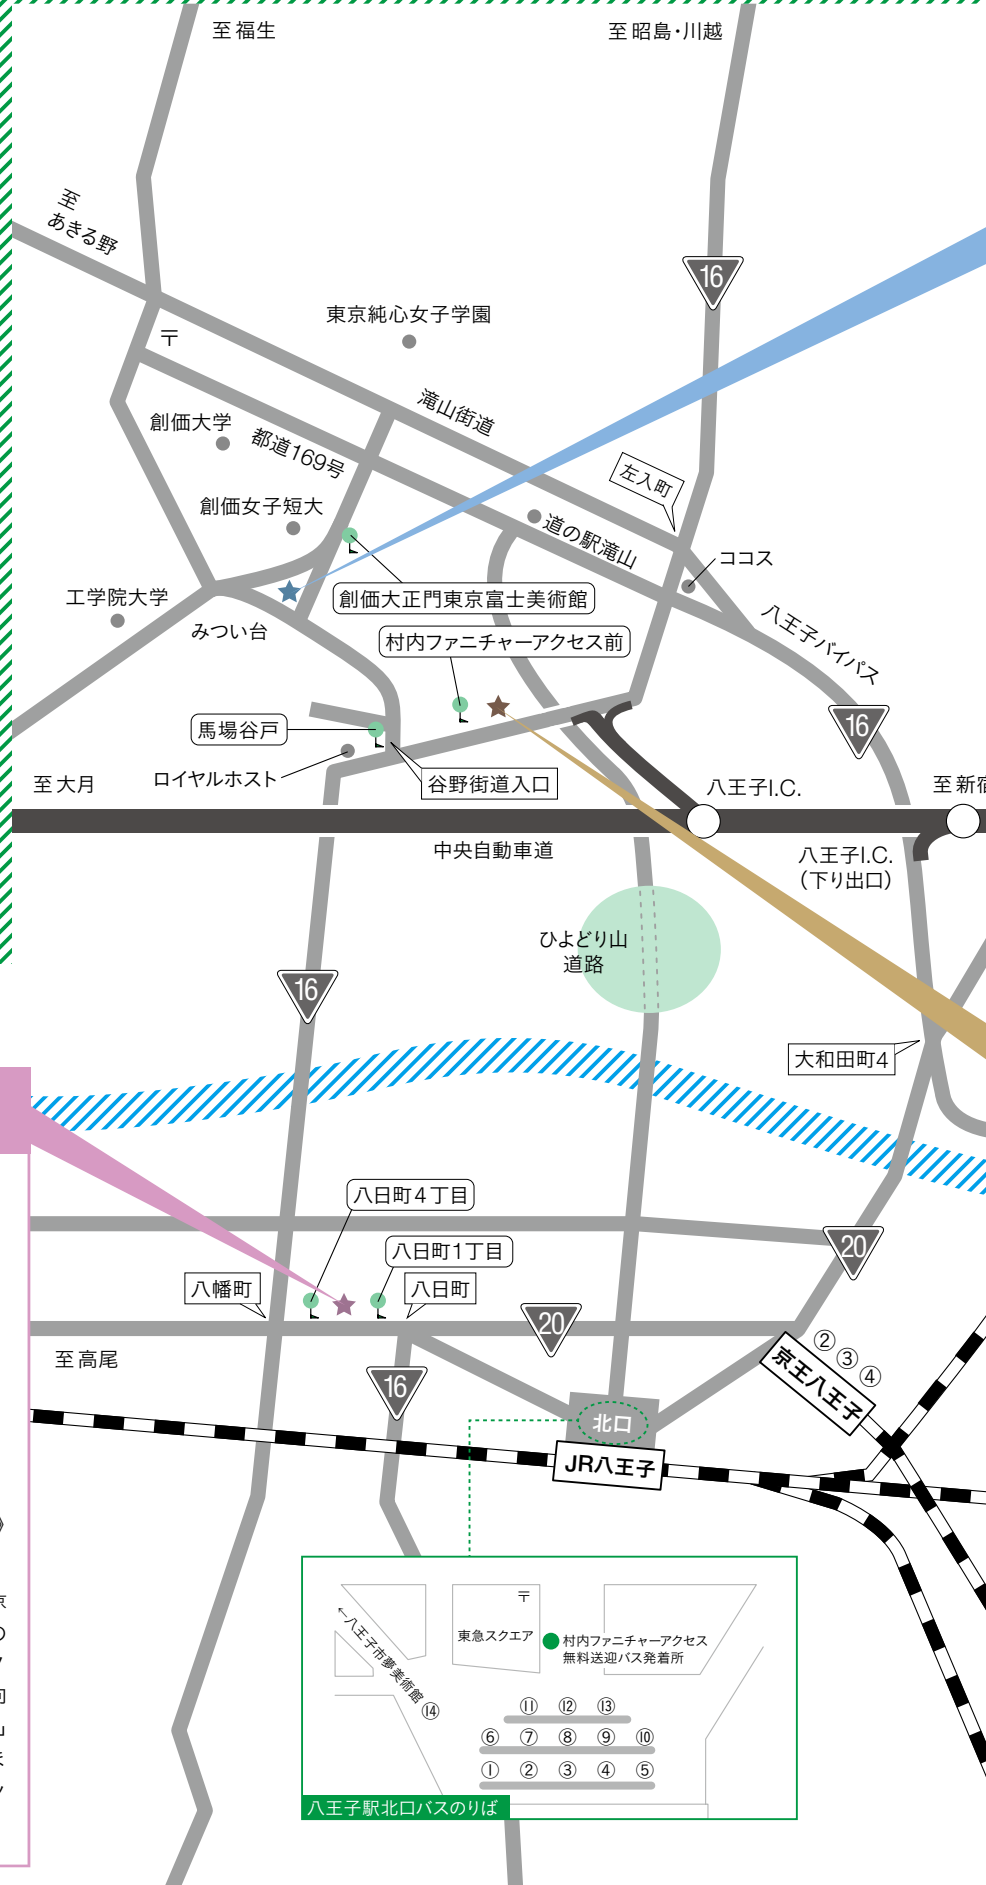 至福生
至昭島・川越
至
あきる野
16
東京純心女子学園
〒
滝山街道
創価大学
都道169号
左入町
創価女子短大
道の駅滝山
ココス
工学院大学
創価大正門東京富士美術館
八王子バイパス
みつい台
村内ファニチャーアクセス前
16
馬場谷戸
ロイヤルホスト
谷野街道入口
至大月
八王子I.C.
至新宿
中央自動車道
八王子I.C.
(下り出口)
ひよどり山
道路
16
大和田町4
八日町4丁目
20
八日町1丁目
八幡町
八日町
20
至高尾
16
②
③
④
京王八王子
北口
JR八王子
〒
東急スクエア
村内ファニチャーアクセス
無料送迎バス発着所
←八王子市夢美術館
⑭
⑪ ⑫ ⑬
⑥ ⑦ ⑧ ⑨ ⑩
① ② ③ ④ ⑤
八王子駅北口バスのりば